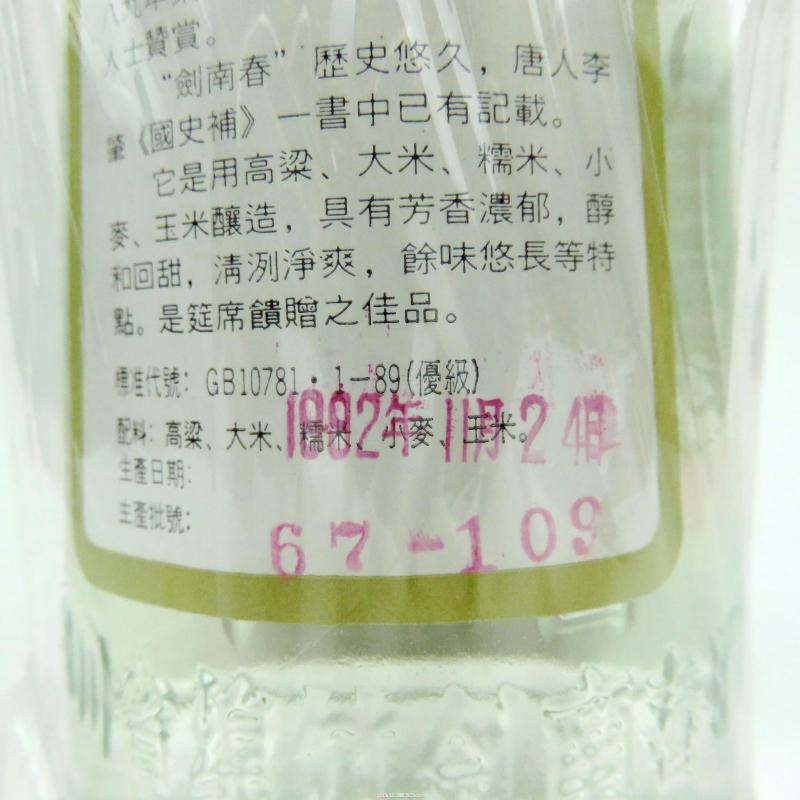 人士贊賞。
“劍南春”歷史悠久，唐人李
肇《國史補》一書中已有記載。
它是用高粱、大米、糯米、小
麥、玉米釀造，具有芳香濃郁，醇
和回甜，清洌淨爽，餘味悠長等特
點。是筵席饋贈之佳品。
標准代號：GB10781·1—89(優級)
1992年11月24日
配料：高粱、大米、糯米、小麥、玉米。
生產日期：
生產批號：
67-109